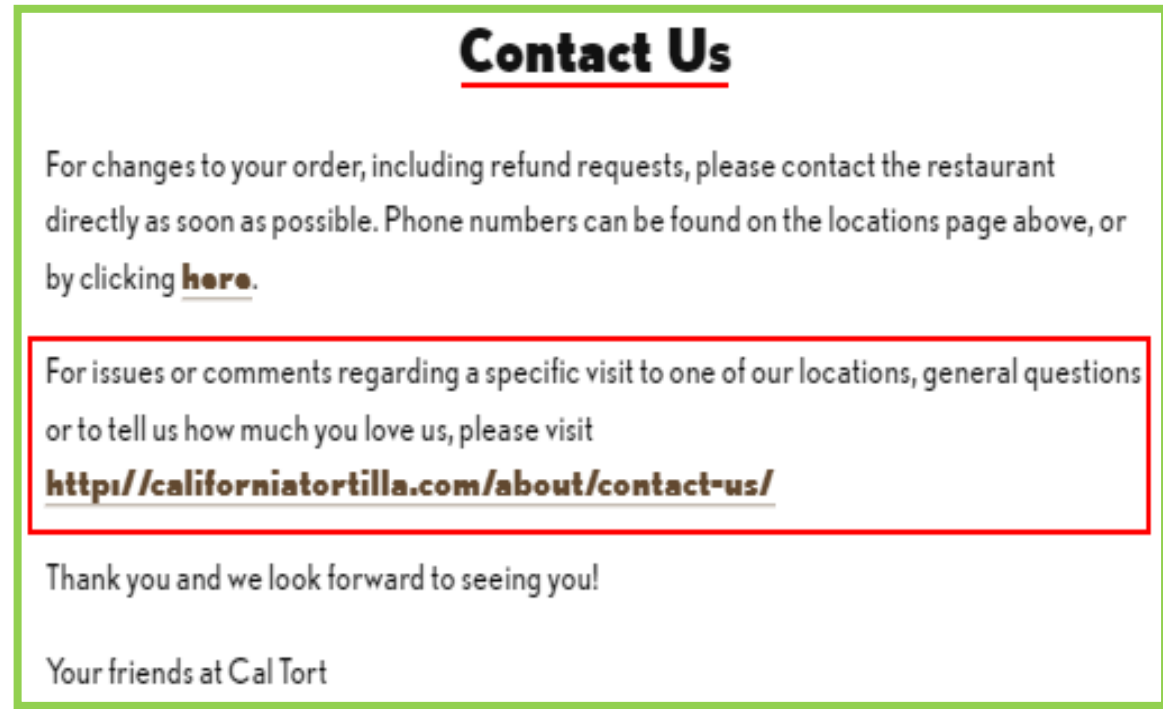 Contact Us
For changes to your order, including refund requests, please contact the restaurant
directly as soon as possible. Phone numbers can be found on the locations page above, or
by clicking here.
For issues or comments regarding a specific visit to one of our locations, general questions
or to tell us how much you love us, please visit
http://californiatortilla.com/about/contact-us/
Thank you and we look forward to seeing you!
Your friends at Cal Tort